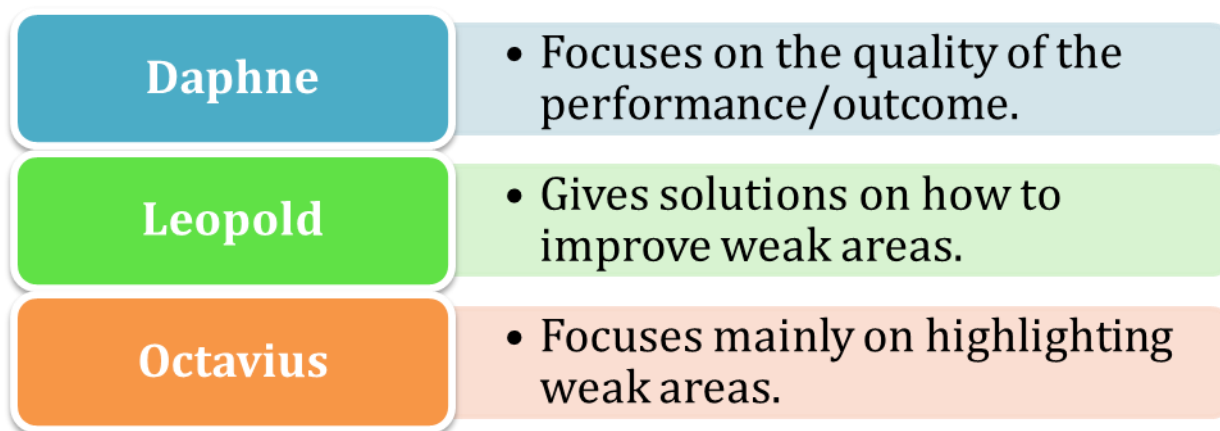 Daphne
• Focuses on the quality of the
performance/outcome.
Leopold
• Gives solutions on how to
improve weak areas.
Octavius
• Focuses mainly on highlighting
weak areas.